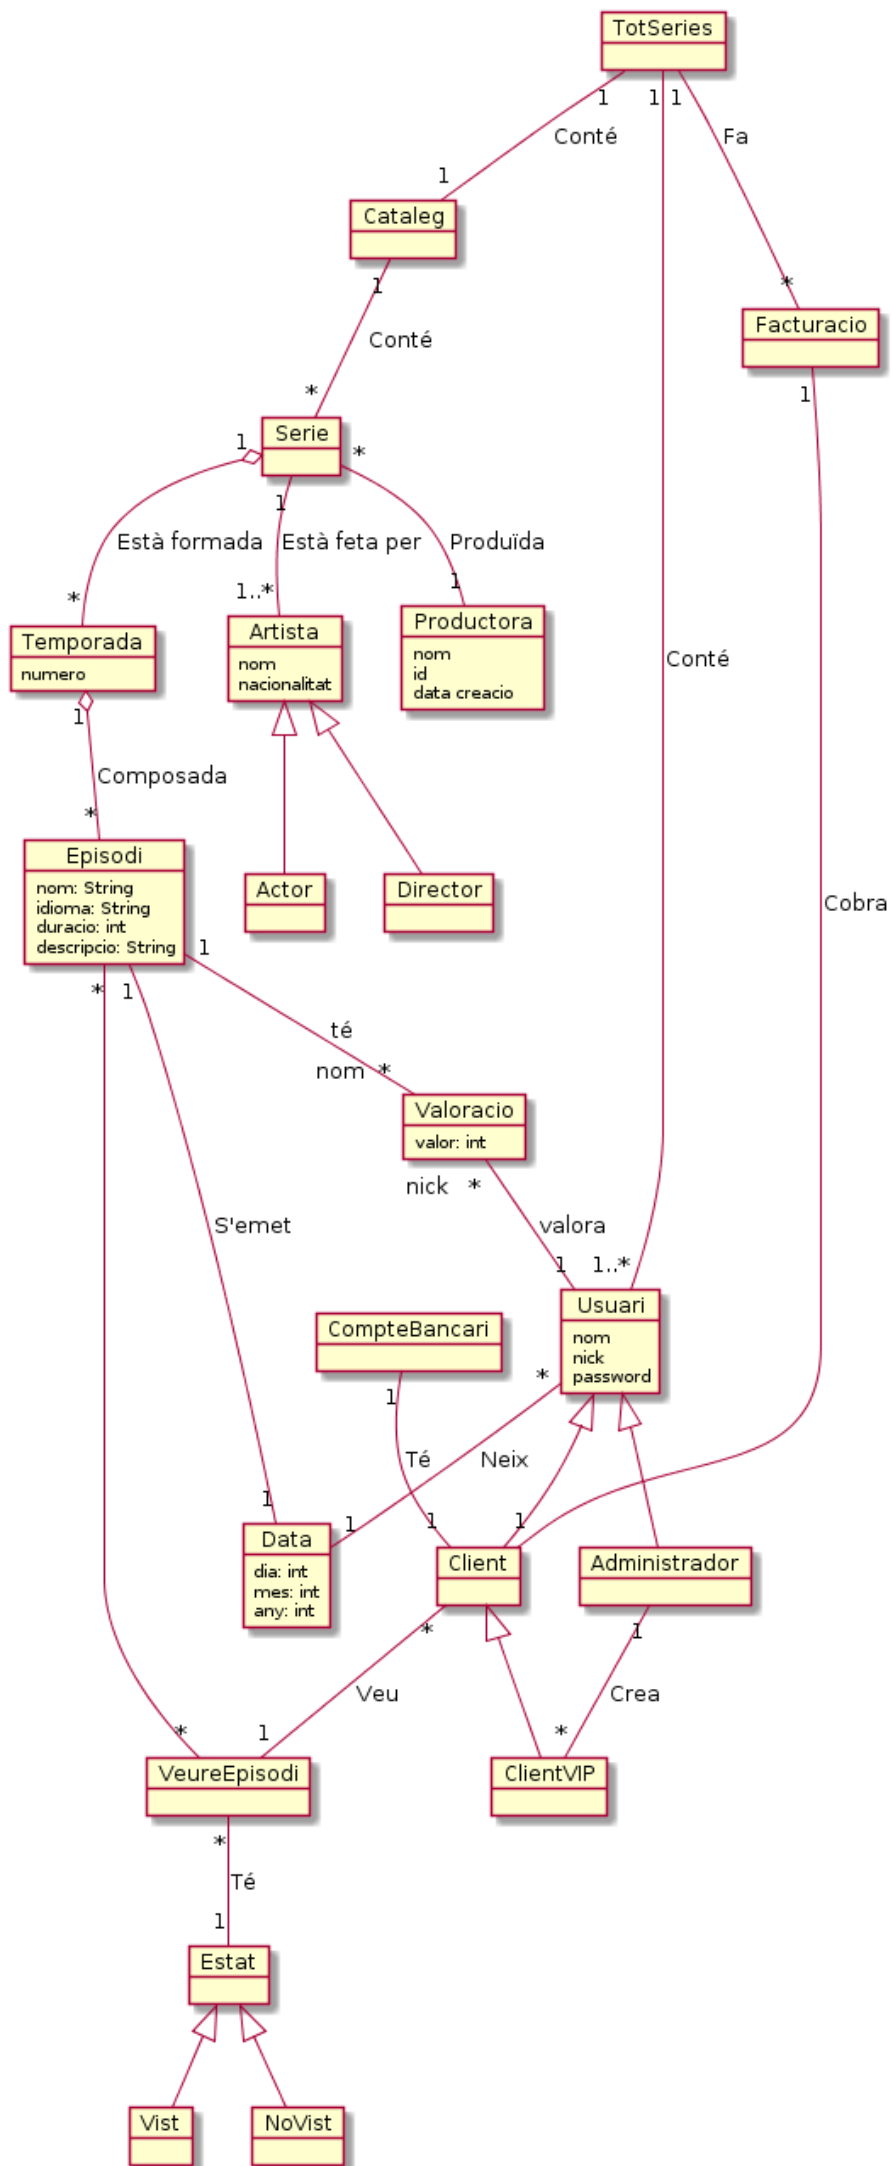 TotSeries
1
1
1
Conté
Fa
1
Cataleg
1
*
Facturacio
1
Conté
*
Serie
1
*
1
Està formada
Està feta per
Produïda
*
1..*
1
Temporada
numero
Artista
nom
nacionalitat
Productora
nom
id
data creacio
Conté
1
Composada
*
Episodi
nom: String
idioma: String
duracio: int
descripcio: String
Actor
Director
Cobra
*
1
1
té
nom
*
Valoracio
valor: int
nick
*
S'emet
valora
1
1..*
Usuari
nom
nick
password
CompteBancari
1
*
Té
Neix
1
1
1
1
Data
dia: int
mes: int
any: int
Client
Administrador
*
1
Veu
Crea
*
1
*
VeureEpisodi
ClientVIP
*
Té
1
Estat
Vist
NoVist